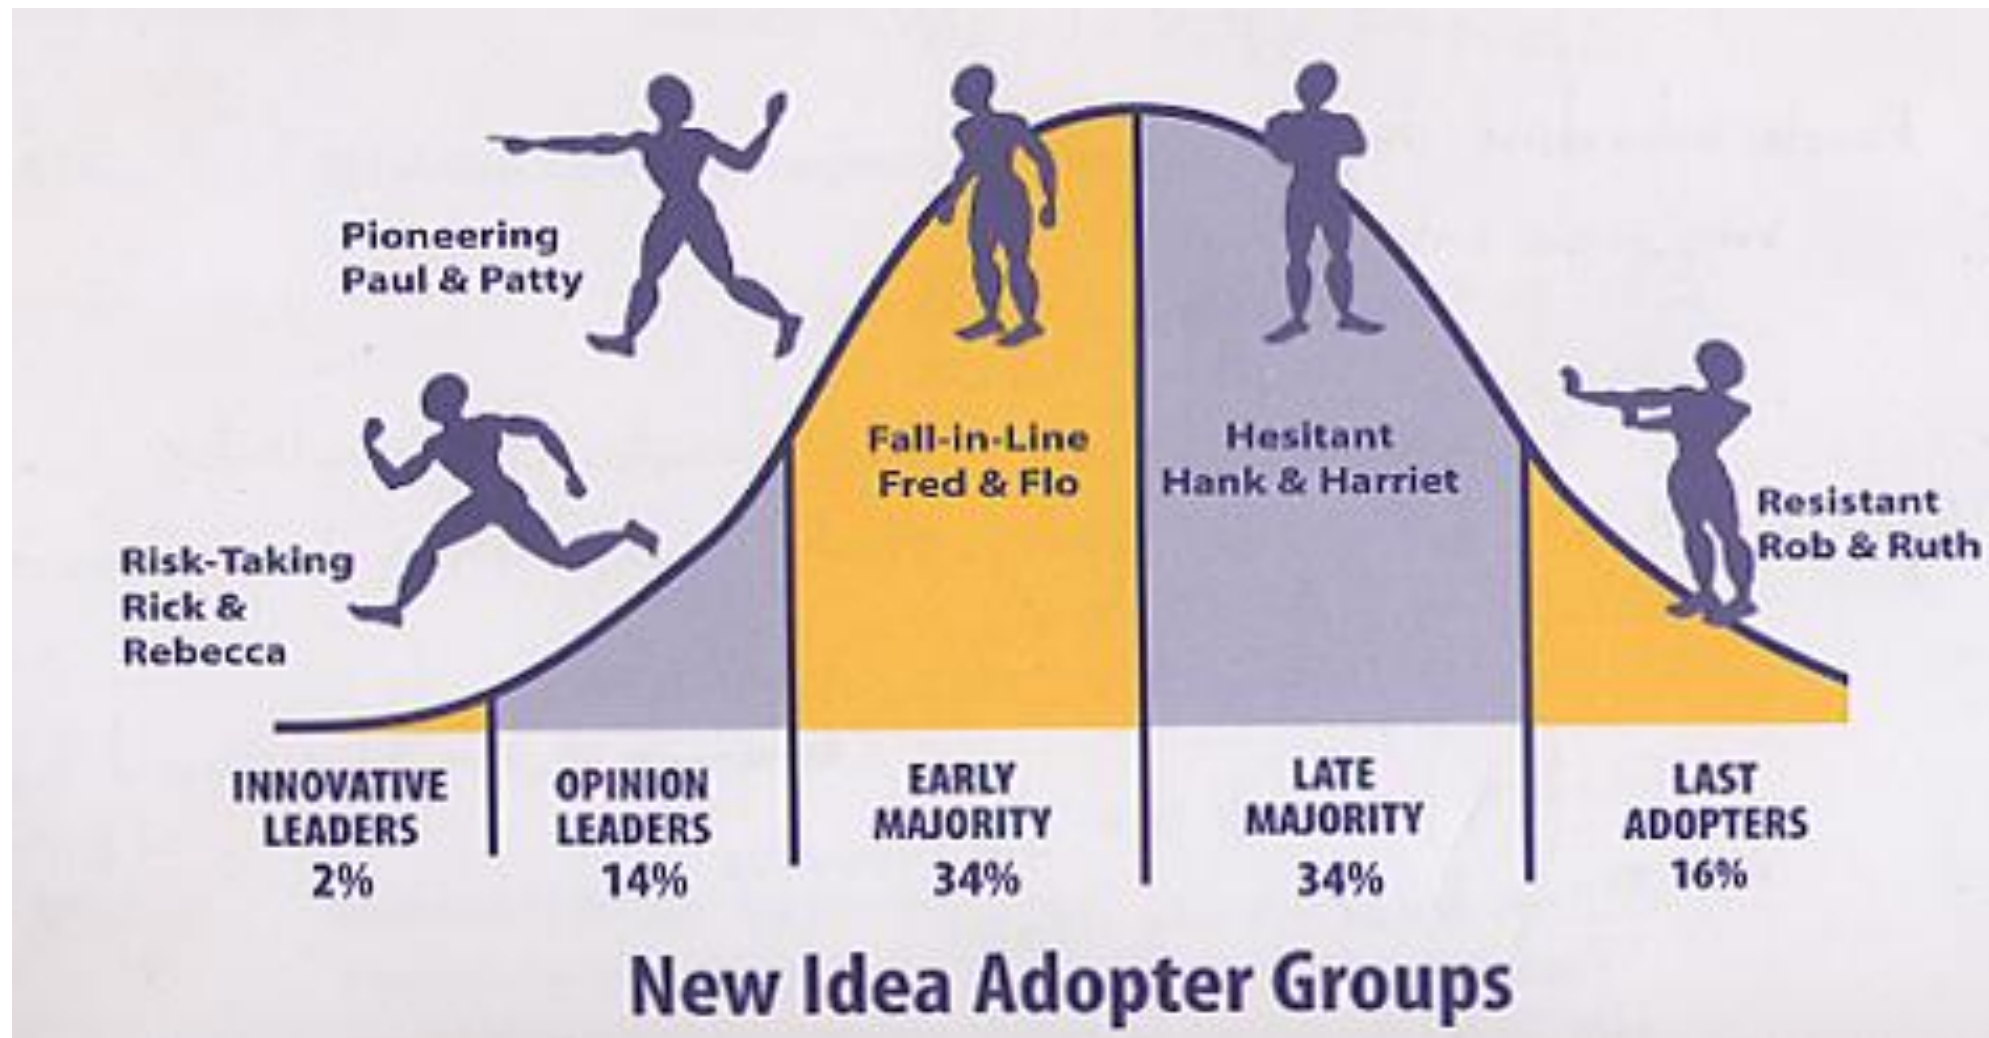 Pioneering
Paul & Patty
Risk-Taking
Rick &
Rebecca
Fall-in-Line
Fred & Flo
Hesitant
Hank & Harriet
Resistant
Rob & Ruth
INNOVATIVE
LEADERS
2%
OPINION
LEADERS
14%
EARLY
MAJORITY
34%
LATE
MAJORITY
34%
LAST
ADOPTERS
16%
New Idea Adopter Groups